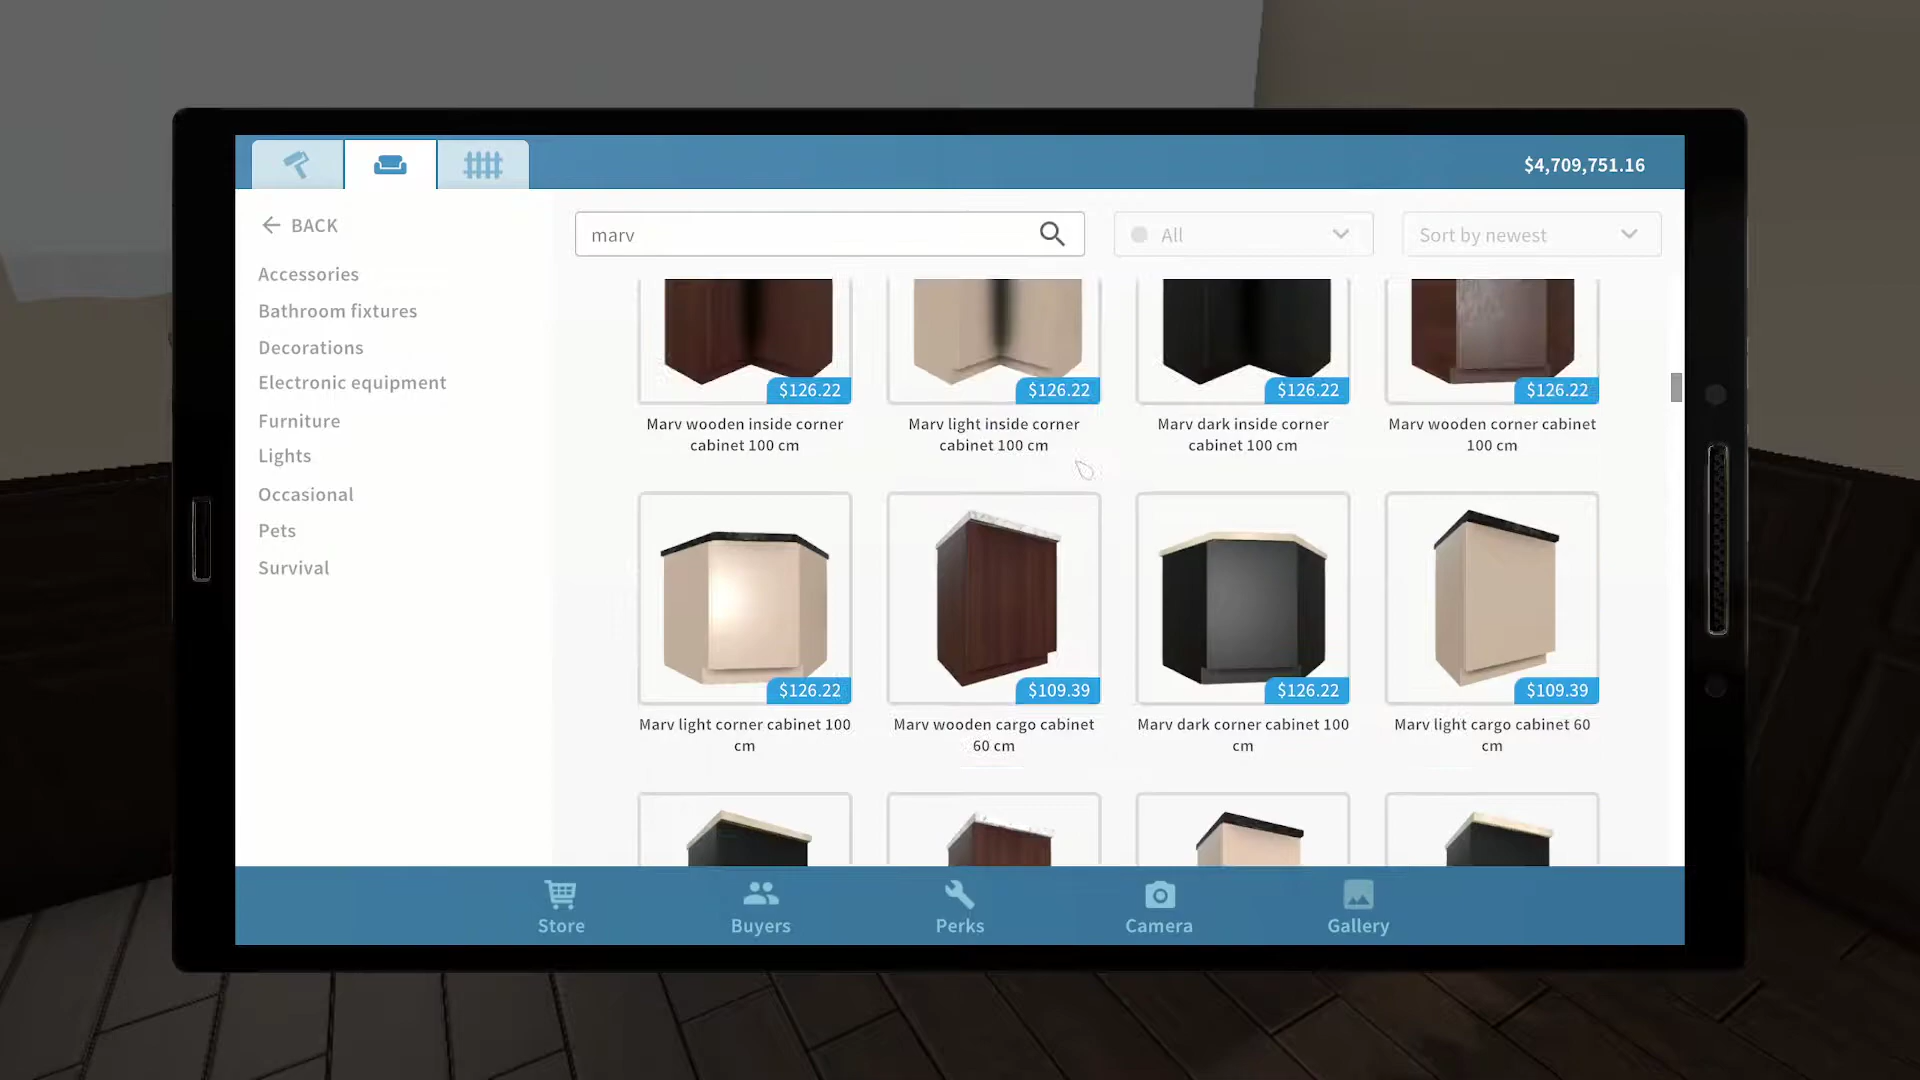 $4,709,751.16
BACK
marv
All
Sort by newest
Accessories
Bathroom fixtures
Decorations
Electronic equipment
Furniture
Lights
Occasional
Pets
Survival
$126.22
$126.22
$126.22
$126.22
Marv wooden inside corner
cabinet 100 cm
Marv light inside corner
cabinet 100 cm
Marv dark inside corner
cabinet 100 cm
Marv wooden corner cabinet
100 cm
$126.22
$109.39
$126.22
$109.39
Marv light corner cabinet 100
cm
Marv wooden cargo cabinet
60 cm
Marv dark corner cabinet 100
cm
Marv light cargo cabinet 60
cm
Store
Buyers
Perks
Camera
Gallery